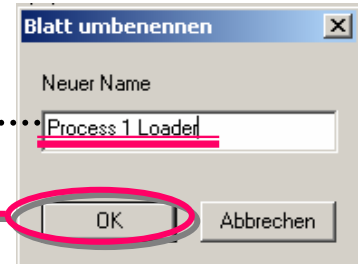 Blatt umbenennen
Neuer Name
Process 1 Loader
OK
Abbrechen